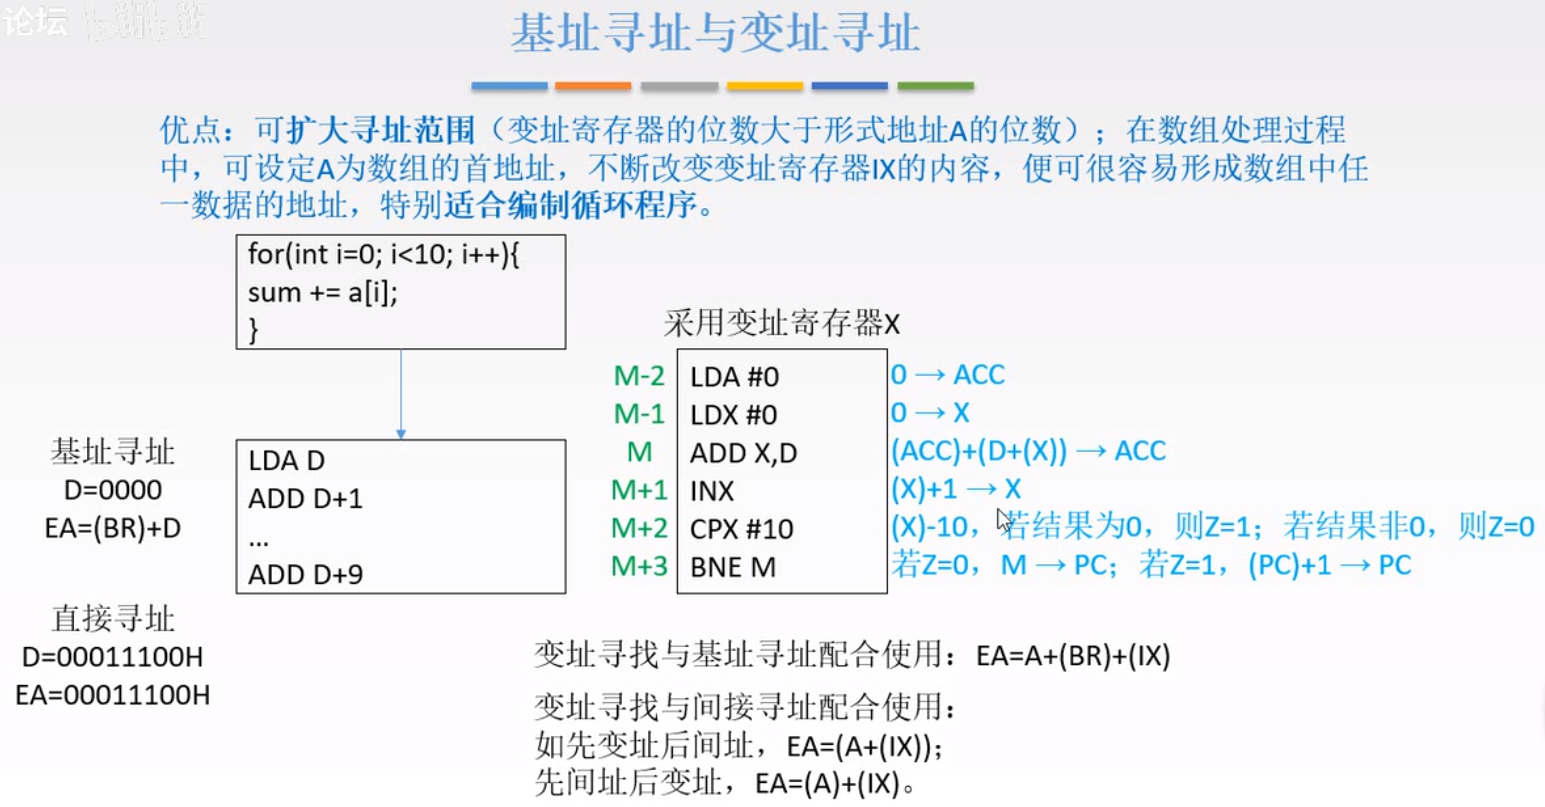 论坛 bilibili
基址寻址与变址寻址
优点：可扩大寻址范围（变址寄存器的位数大于形式地址A的位数）；在数组处理过程
中，可设定A为数组的首地址，不断改变变址寄存器IX的内容，便可很容易形成数组中任
一数据的地址，特别适合编制循环程序。
for(int i=0; i<10; i++){
sum += a[i];
}
基址寻址
D=0000
EA=(BR)+D
直接寻址
D=00011100H
EA=00011100H
LDA D
ADD D+1
...
ADD D+9
采用变址寄存器X
M-2 LDA #0 0 → ACC
M-1 LDX #0 0 → X
M ADD X,D (ACC)+(D+(X)) → ACC
M+1 INX (X)+1 → X
M+2 CPX #10 (X)-10，若结果为0，则Z=1；若结果非0，则Z=0
M+3 BNE M 若Z=0，M → PC；若Z=1，(PC)+1 → PC
变址寻找与基址寻址配合使用：EA=A+(BR)+(IX)
变址寻找与间接寻址配合使用：
如先变址后间址，EA=(A+(IX))；
先间址后变址，EA=(A)+(IX)。